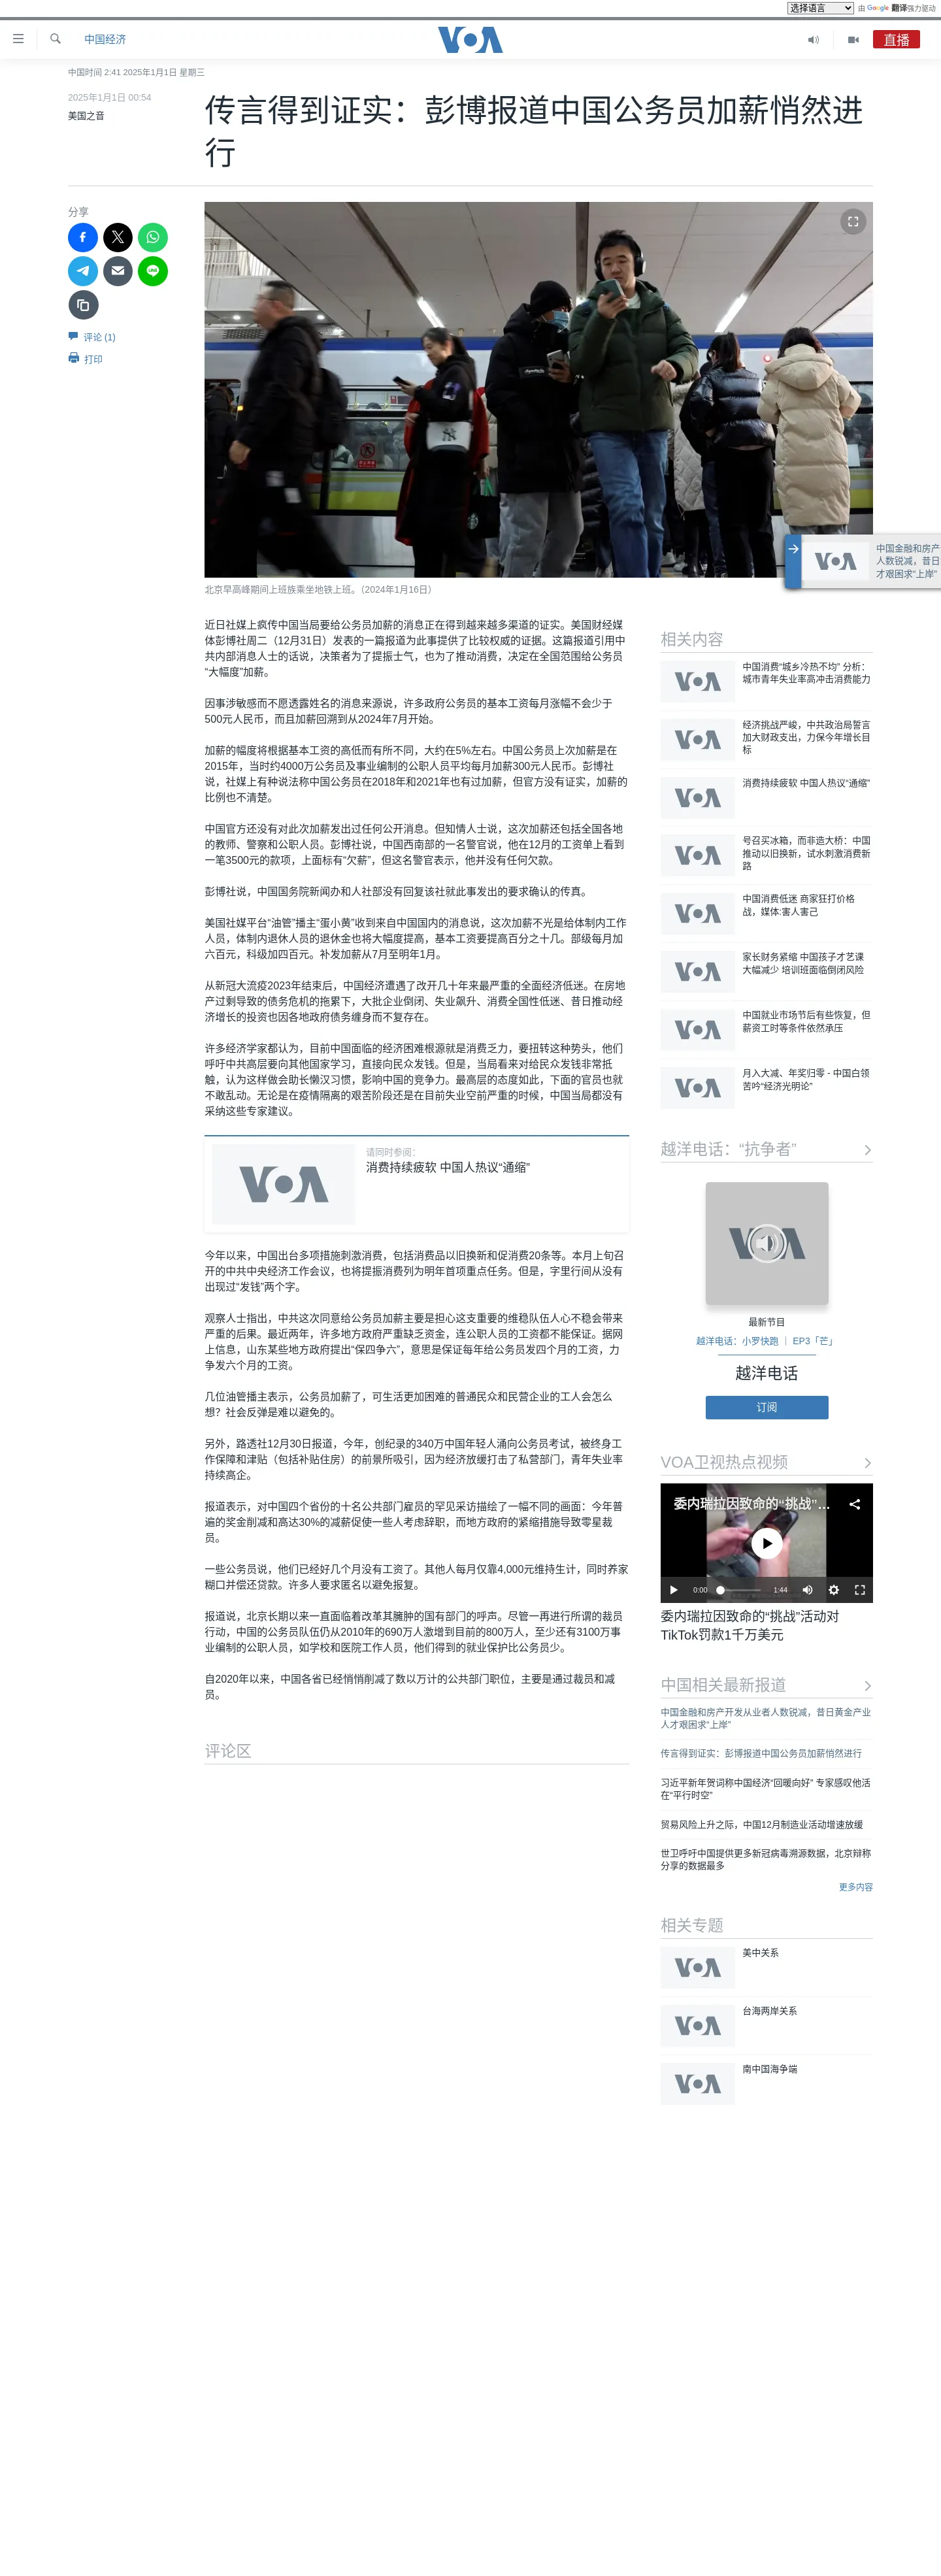 选择语言 由 Google 翻译强力驱动
中国经济
VOA
直播
中国时间 2:41 2025年1月1日 星期三
2025年1月1日 00:54
美国之音
传言得到证实：彭博报道中国公务员加薪悄然进
行
分享
评论 (1)
打印
北京早高峰期间上班族乘坐地铁上班。（2024年1月16日）
VOA
中国金融和房产
人数锐减，昔日
才艰困求“上岸”
近日社媒上疯传中国当局要给公务员加薪的消息正在得到越来越多渠道的证实。美国财经媒
体彭博社周二（12月31日）发表的一篇报道为此事提供了比较权威的证据。这篇报道引用中
共内部消息人士的话说，决策者为了提振士气，也为了推动消费，决定在全国范围给公务员
“大幅度”加薪。
因事涉敏感而不愿透露姓名的消息来源说，许多政府公务员的基本工资每月涨幅不会少于
500元人民币，而且加薪回溯到从2024年7月开始。
加薪的幅度将根据基本工资的高低而有所不同，大约在5%左右。中国公务员上次加薪是在
2015年，当时约4000万公务员及事业编制的公职人员平均每月加薪300元人民币。彭博社
说，社媒上有种说法称中国公务员在2018年和2021年也有过加薪，但官方没有证实，加薪的
比例也不清楚。
中国官方还没有对此次加薪发出过任何公开消息。但知情人士说，这次加薪还包括全国各地
的教师、警察和公职人员。彭博社说，中国西南部的一名警官说，他在12月的工资单上看到
一笔3500元的款项，上面标有“欠薪”，但这名警官表示，他并没有任何欠款。
彭博社说，中国国务院新闻办和人社部没有回复该社就此事发出的要求确认的传真。
美国社媒平台“油管”播主“蛋小黄”收到来自中国国内的消息说，这次加薪不光是给体制内工作
人员，体制内退休人员的退休金也将大幅度提高，基本工资要提高百分之十几。部级每月加
六百元，科级加四百元。补发加薪从7月至明年1月。
从新冠大流疫2023年结束后，中国经济遭遇了改开几十年来最严重的全面经济低迷。在房地
产过剩导致的债务危机的拖累下，大批企业倒闭、失业飙升、消费全国性低迷、昔日推动经
济增长的投资也因各地政府债务缠身而不复存在。
许多经济学家都认为，目前中国面临的经济困难根源就是消费乏力，要扭转这种势头，他们
呼吁中共高层要向其他国家学习，直接向民众发钱。但是，当局看来对给民众发钱非常抵
触，认为这样做会助长懒汉习惯，影响中国的竞争力。最高层的态度如此，下面的官员也就
不敢乱动。无论是在疫情隔离的艰苦阶段还是在目前失业空前严重的时候，中国当局都没有
采纳这些专家建议。
VOA
请同时参阅：
消费持续疲软 中国人热议“通缩”
今年以来，中国出台多项措施刺激消费，包括消费品以旧换新和促消费20条等。本月上旬召
开的中共中央经济工作会议，也将提振消费列为明年首项重点任务。但是，字里行间从没有
出现过“发钱”两个字。
观察人士指出，中共这次同意给公务员加薪主要是担心这支重要的维稳队伍人心不稳会带来
严重的后果。最近两年，许多地方政府严重缺乏资金，连公职人员的工资都不能保证。据网
上信息，山东某些地方政府提出“保四争六”，意思是保证每年给公务员发四个月的工资，力
争发六个月的工资。
几位油管播主表示，公务员加薪了，可生活更加困难的普通民众和民营企业的工人会怎么
想？社会反弹是难以避免的。
另外，路透社12月30日报道，今年，创纪录的340万中国年轻人涌向公务员考试，被终身工
作保障和津贴（包括补贴住房）的前景所吸引，因为经济放缓打击了私营部门，青年失业率
持续高企。
报道表示，对中国四个省份的十名公共部门雇员的罕见采访描绘了一幅不同的画面：今年普
遍的奖金削减和高达30%的减薪促使一些人考虑辞职，而地方政府的紧缩措施导致零星裁
员。
一些公务员说，他们已经好几个月没有工资了。其他人每月仅靠4,000元维持生计，同时养家
糊口并偿还贷款。许多人要求匿名以避免报复。
报道说，北京长期以来一直面临着改革其臃肿的国有部门的呼声。尽管一再进行所谓的裁员
行动，中国的公务员队伍仍从2010年的690万人激增到目前的800万人，至少还有3100万事
业编制的公职人员，如学校和医院工作人员，他们得到的就业保护比公务员少。
自2020年以来，中国各省已经悄悄削减了数以万计的公共部门职位，主要是通过裁员和减
员。
评论区
相关内容
VOA
中国消费“城乡冷热不均” 分析：
城市青年失业率高冲击消费能力
VOA
经济挑战严峻，中共政治局誓言
加大财政支出，力保今年增长目
标
VOA
消费持续疲软 中国人热议“通缩”
VOA
号召买冰箱，而非造大桥：中国
推动以旧换新，试水刺激消费新
路
VOA
中国消费低迷 商家狂打价格
战，媒体:害人害己
VOA
家长财务紧缩 中国孩子才艺课
大幅减少 培训班面临倒闭风险
VOA
中国就业市场节后有些恢复，但
薪资工时等条件依然承压
VOA
月入大减、年奖归零 - 中国白领
苦吟“经济光明论”
越洋电话：“抗争者”
VOA
最新节目
越洋电话：小罗快跑 ｜ EP3「芒」
越洋电话
订阅
VOA卫视热点视频
委内瑞拉因致命的“挑战”...
0:00
1:44
委内瑞拉因致命的“挑战”活动对
TikTok罚款1千万美元
中国相关最新报道
中国金融和房产开发从业者人数锐减，昔日黄金产业
人才艰困求“上岸”
传言得到证实：彭博报道中国公务员加薪悄然进行
习近平新年贺词称中国经济“回暖向好” 专家感叹他活
在“平行时空”
贸易风险上升之际，中国12月制造业活动增速放缓
世卫呼吁中国提供更多新冠病毒溯源数据，北京辩称
分享的数据最多
更多内容
相关专题
VOA
美中关系
VOA
台海两岸关系
VOA
南中国海争端